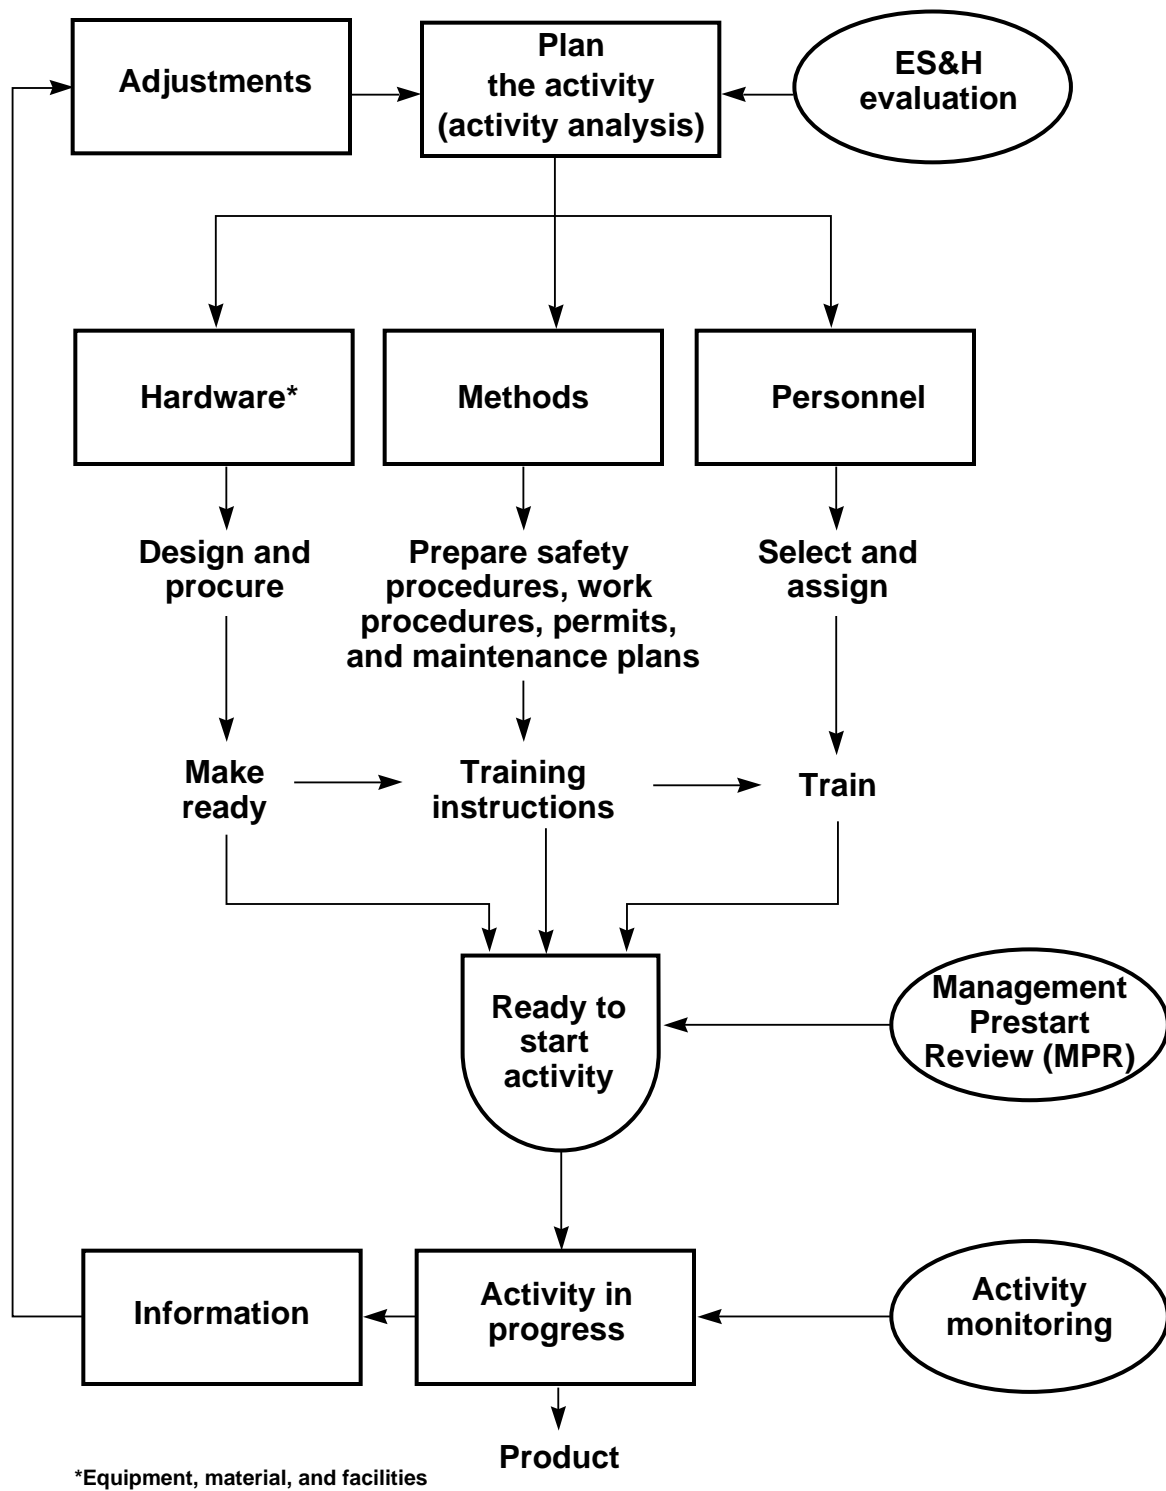 Adjustments
Plan
the activity
(activity analysis)
ES&H
evaluation
Hardware*
Methods
Personnel
Design and
procure
Prepare safety
procedures, work
procedures, permits,
and maintenance plans
Select and
assign
Make
ready
Training
instructions
Train
Ready to
start
activity
Management
Prestart
Review (MPR)
Information
Activity in
progress
Activity
monitoring
Product
*Equipment, material, and facilities